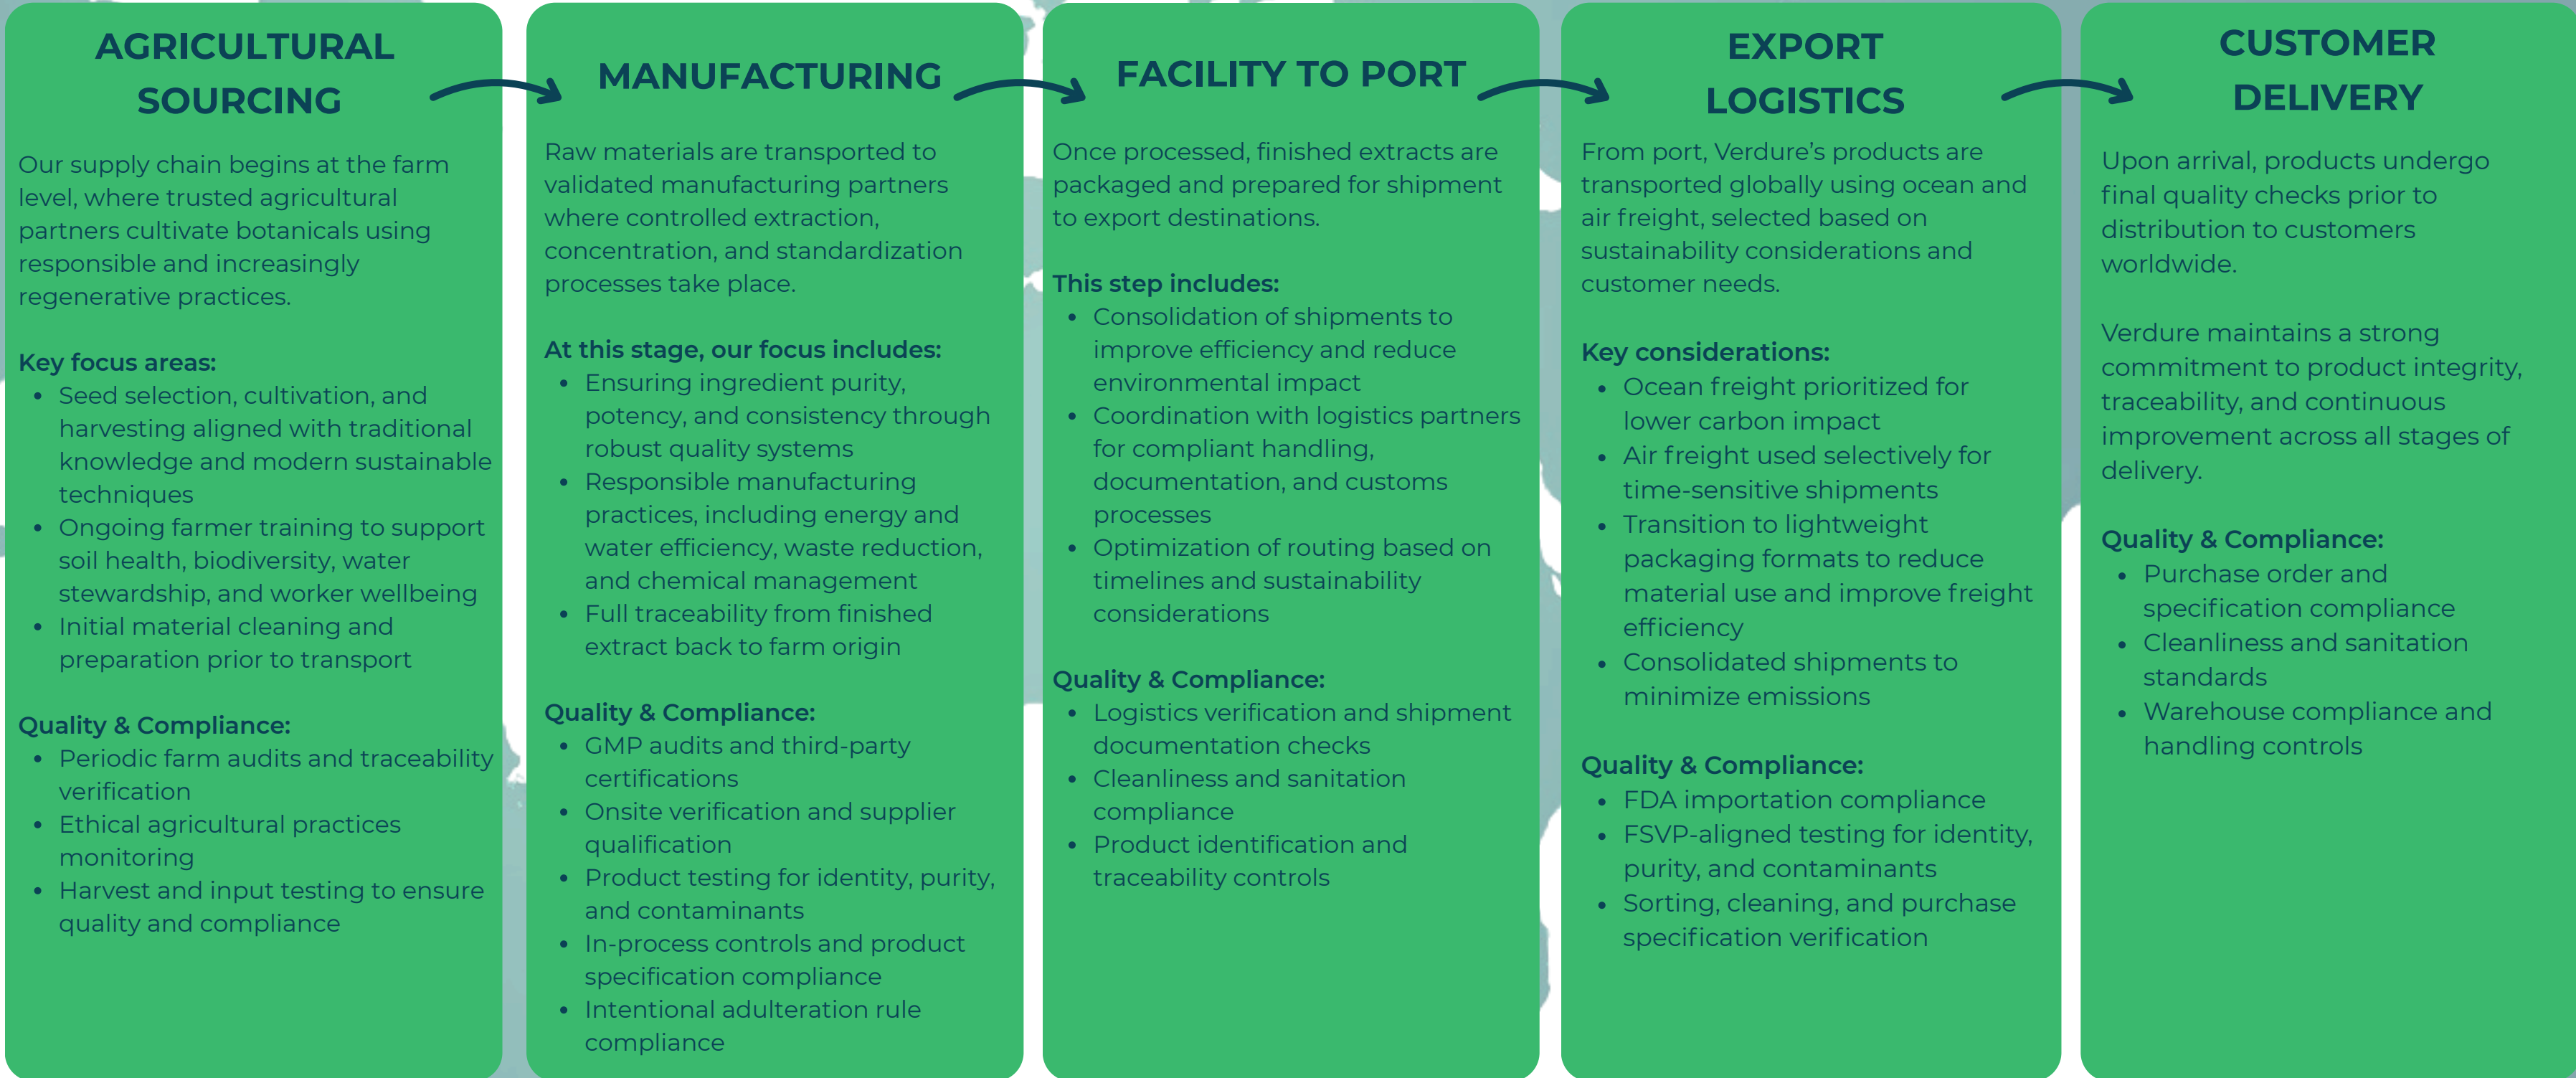 AGRICULTURAL
SOURCING
Our supply chain begins at the farm
level, where trusted agricultural
partners cultivate botanicals using
responsible and increasingly
regenerative practices.
Key focus areas:
• Seed selection, cultivation, and
harvesting aligned with traditional
knowledge and modern sustainable
techniques
• Ongoing farmer training to support
soil health, biodiversity, water
stewardship, and worker wellbeing
• Initial material cleaning and
preparation prior to transport
Quality & Compliance:
• Periodic farm audits and traceability
verification
• Ethical agricultural practices
monitoring
• Harvest and input testing to ensure
quality and compliance
MANUFACTURING
Raw materials are transported to
validated manufacturing partners
where controlled extraction,
concentration, and standardization
processes take place.
At this stage, our focus includes:
• Ensuring ingredient purity,
potency, and consistency through
robust quality systems
• Responsible manufacturing
practices, including energy and
water efficiency, waste reduction,
and chemical management
• Full traceability from finished
extract back to farm origin
Quality & Compliance:
• GMP audits and third-party
certifications
• Onsite verification and supplier
qualification
• Product testing for identity, purity,
and contaminants
• In-process controls and product
specification compliance
• Intentional adulteration rule
compliance
FACILITY TO PORT
Once processed, finished extracts are
packaged and prepared for shipment
to export destinations.
This step includes:
• Consolidation of shipments to
improve efficiency and reduce
environmental impact
• Coordination with logistics partners
for compliant handling,
documentation, and customs
processes
• Optimization of routing based on
timelines and sustainability
considerations
Quality & Compliance:
• Logistics verification and shipment
documentation checks
• Cleanliness and sanitation
compliance
• Product identification and
traceability controls
EXPORT
LOGISTICS
From port, Verdure’s products are
transported globally using ocean and
air freight, selected based on
sustainability considerations and
customer needs.
Key considerations:
• Ocean freight prioritized for
lower carbon impact
• Air freight used selectively for
time-sensitive shipments
• Transition to lightweight
packaging formats to reduce
material use and improve freight
efficiency
• Consolidated shipments to
minimize emissions
Quality & Compliance:
• FDA importation compliance
• FSVP-aligned testing for identity,
purity, and contaminants
• Sorting, cleaning, and purchase
specification verification
CUSTOMER
DELIVERY
Upon arrival, products undergo
final quality checks prior to
distribution to customers
worldwide.
Verdure maintains a strong
commitment to product integrity,
traceability, and continuous
improvement across all stages of
delivery.
Quality & Compliance:
• Purchase order and
specification compliance
• Cleanliness and sanitation
standards
• Warehouse compliance and
handling controls